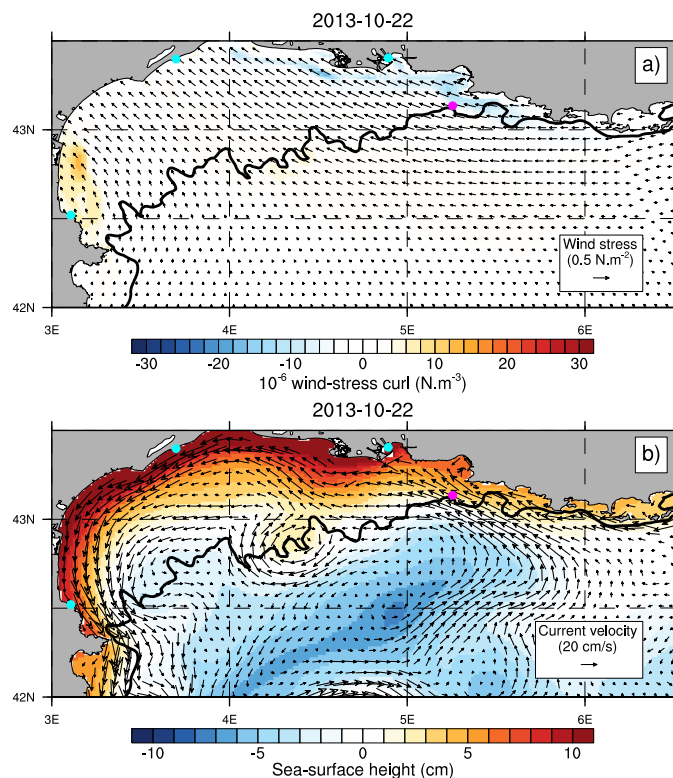 2013-10-22
a)
43N
42N
Wind stress
(0.5 N.m⁻²)
3E 4E 5E 6E
-30 -20 -10 0 10 20 30
10⁻⁶ wind-stress curl (N.m⁻³)
2013-10-22
b)
43N
42N
Current velocity
(20 cm/s)
3E 4E 5E 6E
-10 -5 0 5 10
Sea-surface height (cm)